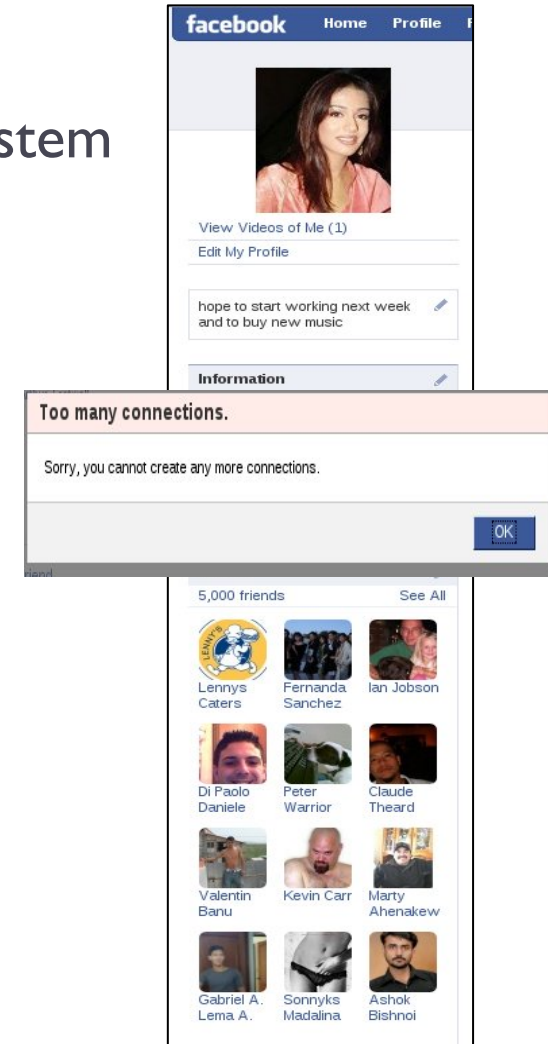 facebook Home Profile
stem
View Videos of Me (1)
Edit My Profile
hope to start working next week
and to buy new music
Information
Too many connections.
Sorry, you cannot create any more connections.
OK
riend
5,000 friends See All
LENNY'S
Lennys Fernanda Ian Jobson
Caters Sanchez
Di Paolo Peter Claude
Daniele Warrior Theard
Valentin Kevin Carr Marty
Banu Ahenakew
Gabriel A. Sonnyks Ashok
Lema A. Madalina Bishnoi